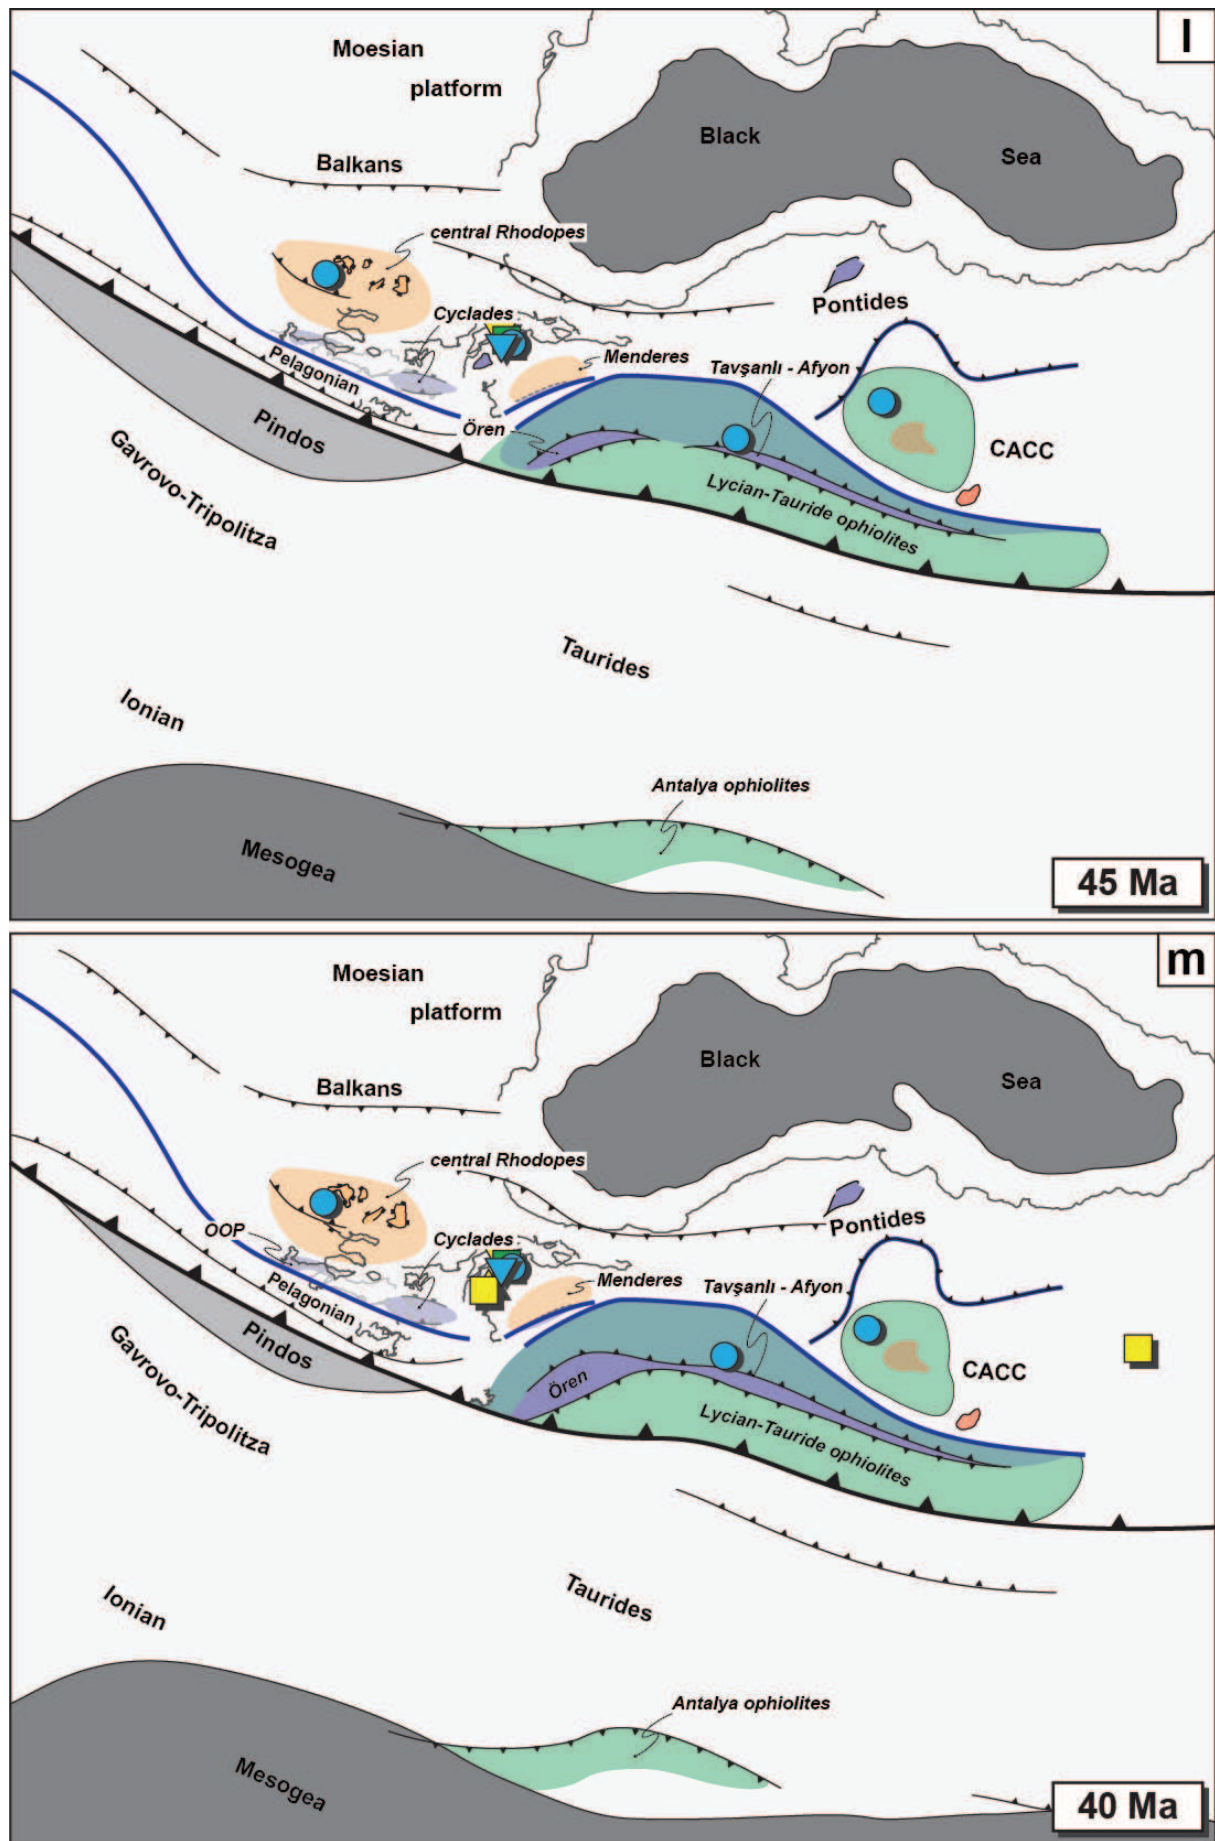 l
Moesian
platform
Black
Sea
Balkans
central Rhodopes
Pontides
Cyclades
Menderes
Tavşanlı - Afyon
Pelagonian
Pindos
Ören
CACC
Gavrovo-Tripolitza
Lycian-Tauride ophiolites
Taurides
Ionian
Antalya ophiolites
Mesogea
45 Ma
m
Moesian
platform
Black
Sea
Balkans
central Rhodopes
Pontides
OOP
Cyclades
Menderes
Tavşanlı - Afyon
Pelagonian
Pindos
Ören
CACC
Gavrovo-Tripolitza
Lycian-Tauride ophiolites
Taurides
Ionian
Antalya ophiolites
Mesogea
40 Ma